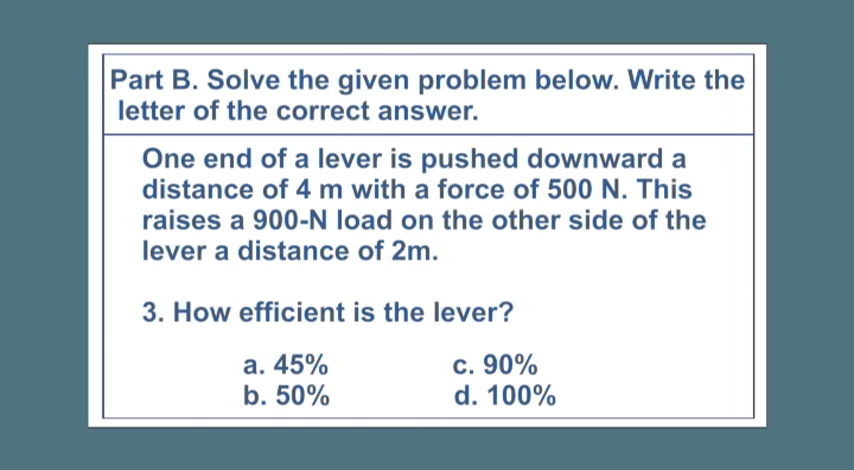 Part B. Solve the given problem below. Write the
letter of the correct answer.
One end of a lever is pushed downward a
distance of 4 m with a force of 500 N. This
raises a 900-N load on the other side of the
lever a distance of 2m.
3. How efficient is the lever?
a. 45% c. 90%
b. 50% d. 100%